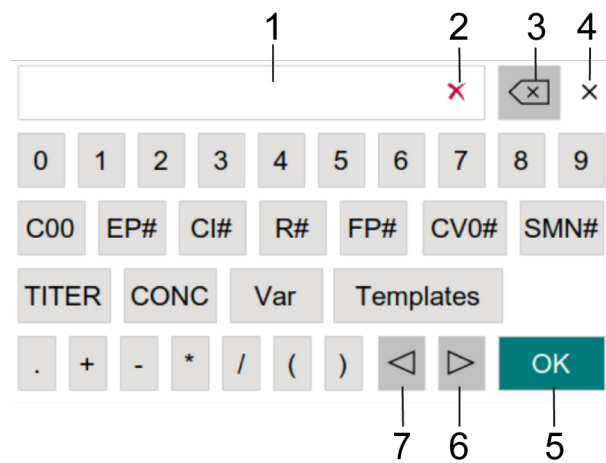 1 2 3 4
0 1 2 3 4 5 6 7 8 9
C00 EP# CI# R# FP# CV0# SMN#
TITER CONC Var Templates
. + - * / ( ) OK
7 6 5